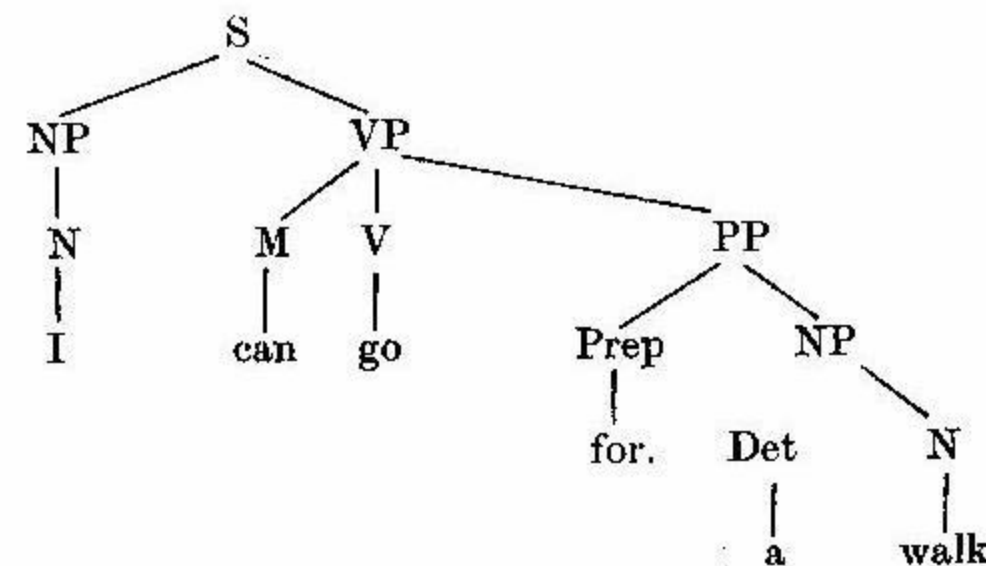 S
NP VP
N M V PP
I can go Prep NP
for. Det N
a walk